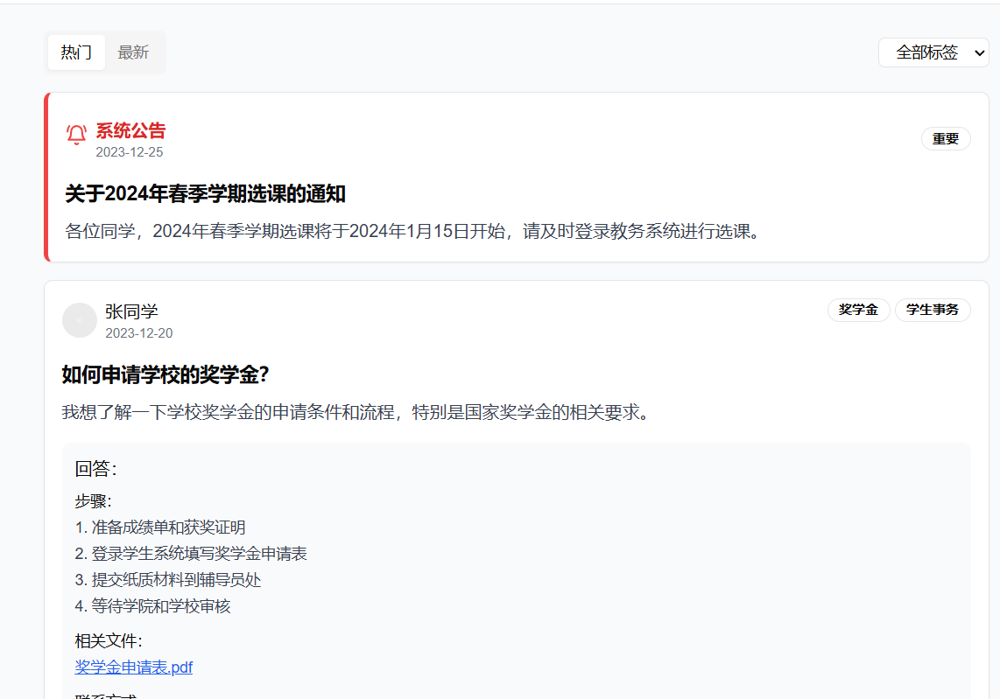 热门 最新 全部标签
系统公告 重要
2023-12-25
关于2024年春季学期选课的通知
各位同学，2024年春季学期选课将于2024年1月15日开始，请及时登录教务系统进行选课。
张同学 奖学金 学生事务
2023-12-20
如何申请学校的奖学金？
我想了解一下学校奖学金的申请条件和流程，特别是国家奖学金的相关要求。
回答：
步骤：
1. 准备成绩单和获奖证明
2. 登录学生系统填写奖学金申请表
3. 提交纸质材料到辅导员处
4. 等待学院和学校审核
相关文件：
奖学金申请表.pdf